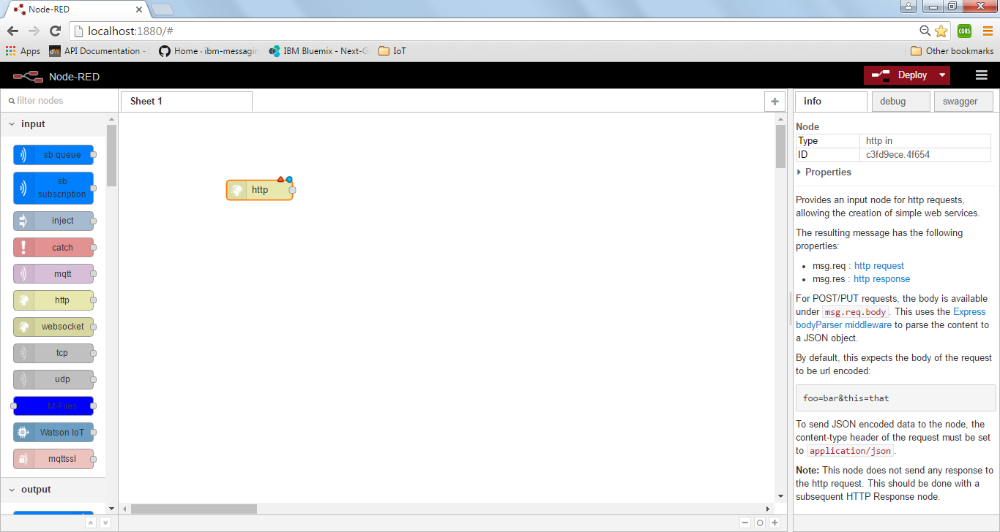 Node-RED
localhost:1880/#
CORS
Apps
dW API Documentation -
Home · ibm-messagin
IBM Bluemix - Next-G
IoT
Other bookmarks
Node-RED
Deploy
filter nodes
Sheet 1
info
debug
swagger
input
sb queue
sb
subscription
inject
catch
mqtt
http
websocket
tcp
udp
M-Files
Watson IoT
mqttssl
output
http
Node
Type http in
ID c3fd9ece.4f654
Properties
Provides an input node for http requests,
allowing the creation of simple web services.
The resulting message has the following
properties:
• msg.req : http request
• msg.res : http response
For POST/PUT requests, the body is available
under msg.req.body. This uses the Express
bodyParser middleware to parse the content to
a JSON object.
By default, this expects the body of the request
to be url encoded:
foo=bar&this=that
To send JSON encoded data to the node, the
content-type header of the request must be set
to application/json.
Note: This node does not send any response to
the http request. This should be done with a
subsequent HTTP Response node.